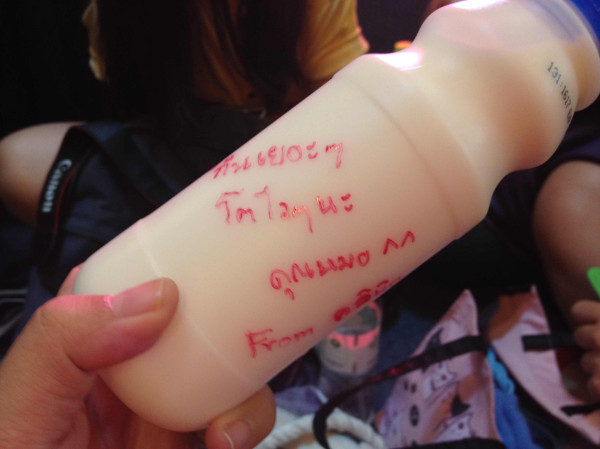 กินเยอะๆ
โตไวๆนะ
คุณหมอ ^^
From
Canon